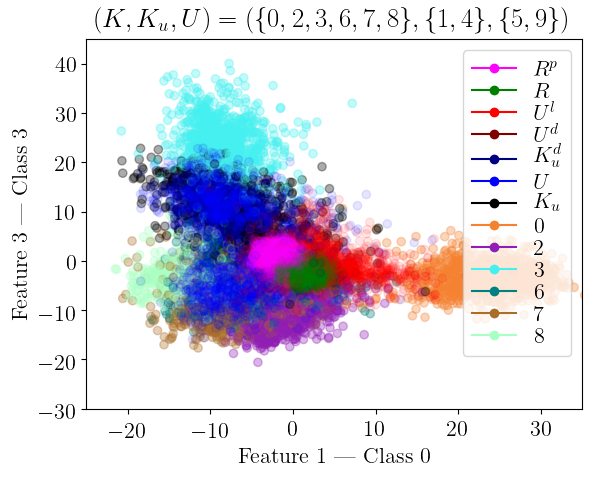 (K, K_u, U) = ({0, 2, 3, 6, 7, 8}, {1, 4}, {5, 9})
Feature 3 — Class 3
40
30
20
10
0
−10
−20
−30
−20
−10
0
10
20
30
Feature 1 — Class 0
R^p
R
U^l
U^d
K_u^d
U
K_u
0
2
3
6
7
8